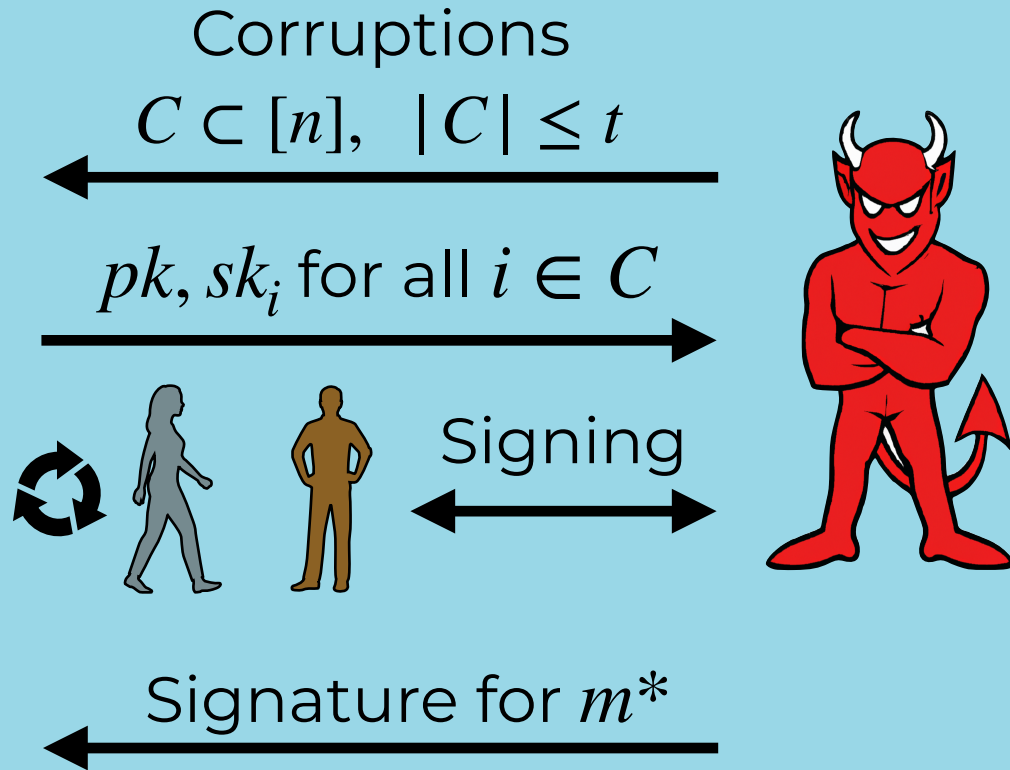 Corruptions
C ⊂ [n], |C| ≤ t
pk, sk_i for all i ∈ C
Signing
Signature for m*